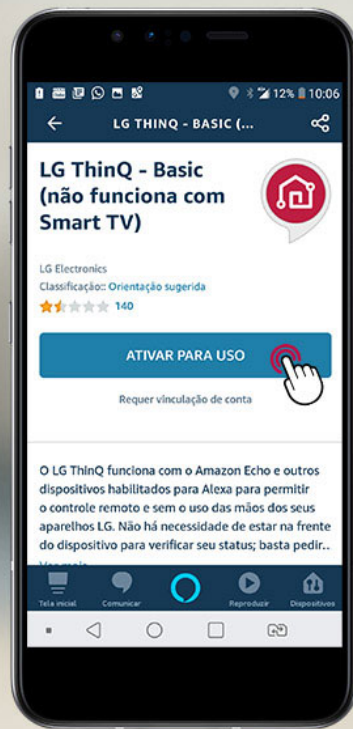 12% 10:06
LG THINQ - BASIC (...
LG ThinQ - Basic
(não funciona com
Smart TV)
LG Electronics
Classificação:: Orientação sugerida
140
ATIVAR PARA USO
Requer vinculação de conta
O LG ThinQ funciona com o Amazon Echo e outros
dispositivos habilitados para Alexa para permitir
o controle remoto e sem o uso das mãos dos seus
aparelhos LG. Não há necessidade de estar na frente
do dispositivo para verificar seu status; basta pedir..
Ver mais
Tela inicial Comunicar Reproduzir Dispositivos